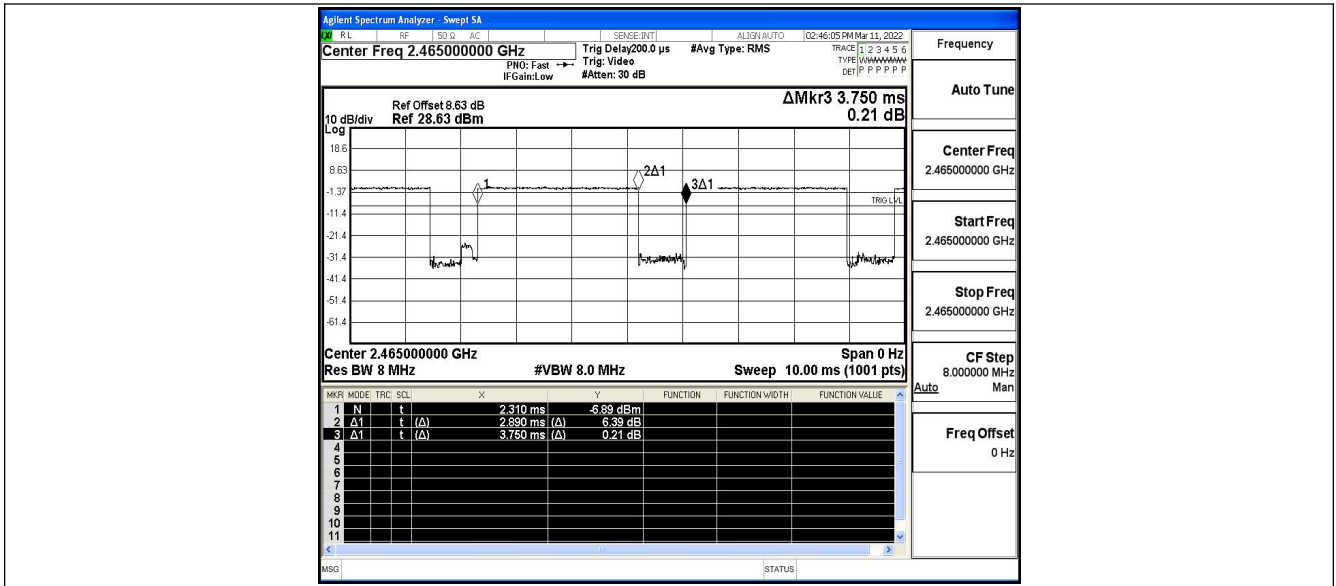 Agilent Spectrum Analyzer - Swept SA
LXI RL RF 50 Ω AC SENSE:INT ALIGN AUTO 02:46:05 PM Mar 11, 2022
Center Freq 2.465000000 GHz
PNO: Fast
IFGain:Low
Trig Delay200.0 µs
Trig: Video
#Atten: 30 dB
#Avg Type: RMS
TRACE 1 2 3 4 5 6
TYPE WWWWWW
DET P P P P P P
Frequency
Auto Tune
Center Freq
2.465000000 GHz
Start Freq
2.465000000 GHz
Stop Freq
2.465000000 GHz
CF Step
8.000000 MHz
Auto Man
Freq Offset
0 Hz
ΔMkr3 3.750 ms
0.21 dB
Ref Offset 8.63 dB
10 dB/div Ref 28.63 dBm
Log
18.6
8.63
-1.37
-11.4
-21.4
-31.4
-41.4
-51.4
-61.4
1
2Δ1
3Δ1
TRIG LVL
Center 2.465000000 GHz Span 0 Hz
Res BW 8 MHz #VBW 8.0 MHz Sweep 10.00 ms (1001 pts)
MKR MODE TRC SCL X Y FUNCTION FUNCTION WIDTH FUNCTION VALUE
1 N t 2.310 ms -6.89 dBm
2 Δ1 t (Δ) 2.890 ms (Δ) 6.39 dB
3 Δ1 t (Δ) 3.750 ms (Δ) 0.21 dB
4
5
6
7
8
9
10
11
MSG STATUS